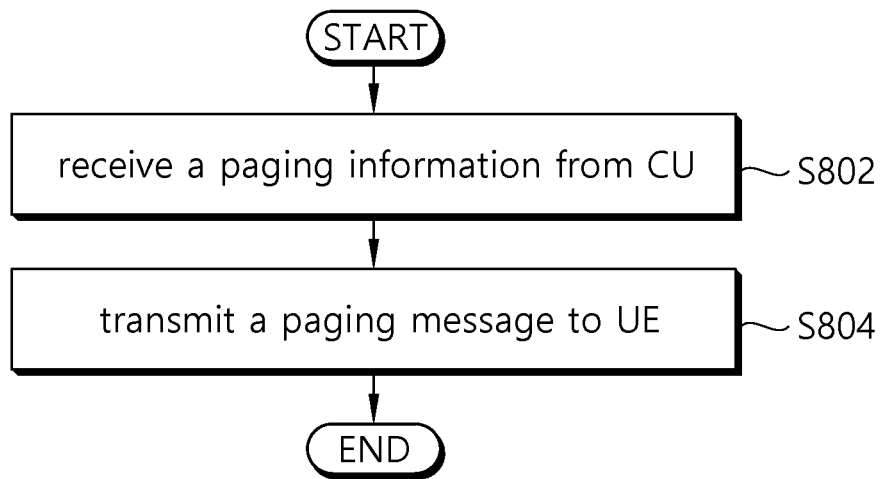 START
receive a paging information from CU
S802
transmit a paging message to UE
S804
END